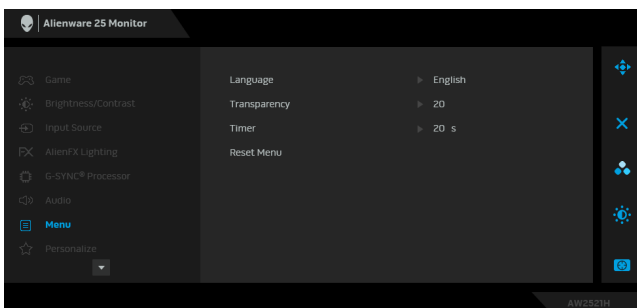 Alienware 25 Monitor
Game
Brightness/Contrast
Input Source
FX AlienFX Lighting
G-SYNC® Processor
Audio
Menu
Personalize
Language English
Transparency 20
Timer 20 s
Reset Menu
AW2521H